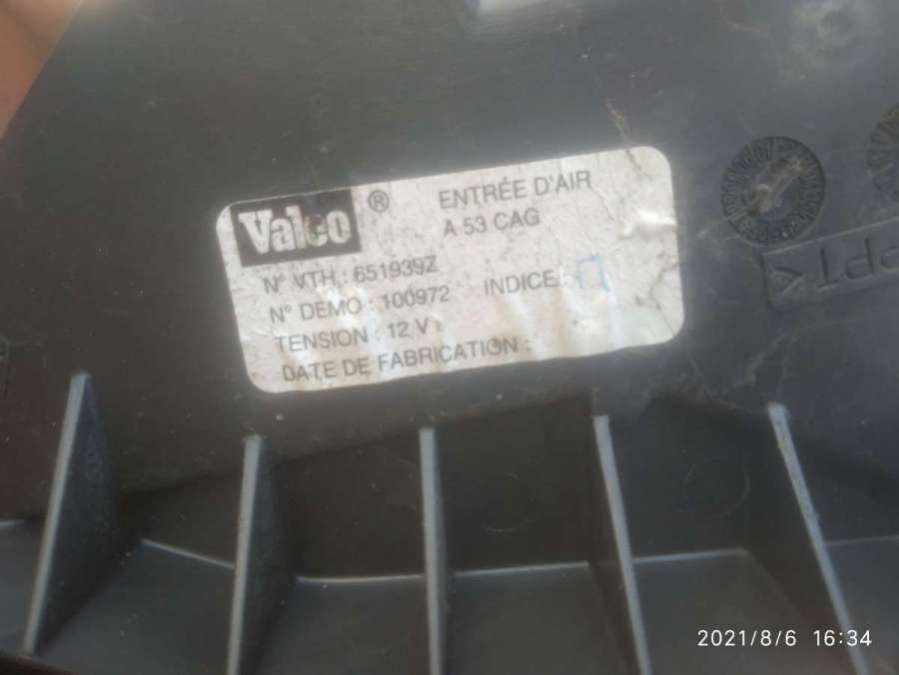 Valeo ®
ENTRÉE D'AIR
A 53 CAG
N° VTH : 651939Z
N° DEMO : 100972 INDICE :
TENSION : 12 V
DATE DE FABRICATION :
2021/8/6 16:34